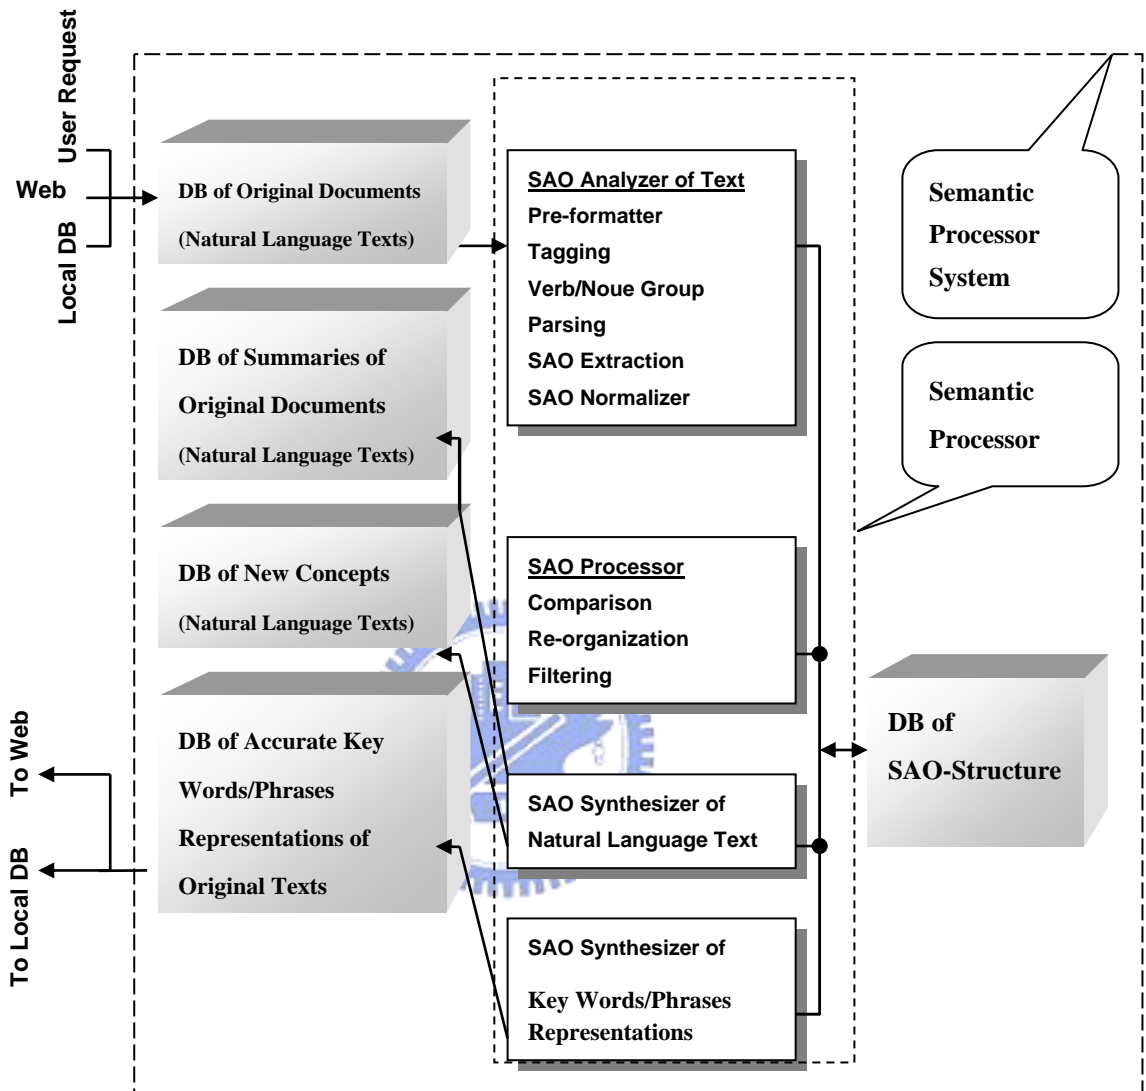 User Request
Web
Local DB
DB of Original Documents
(Natural Language Texts)
DB of Summaries of
Original Documents
(Natural Language Texts)
DB of New Concepts
(Natural Language Texts)
DB of Accurate Key
Words/Phrases
Representations of
Original Texts
To Web
To Local DB
SAO Analyzer of Text
Pre-formatter
Tagging
Verb/Noue Group
Parsing
SAO Extraction
SAO Normalizer
SAO Processor
Comparison
Re-organization
Filtering
SAO Synthesizer of
Natural Language Text
SAO Synthesizer of
Key Words/Phrases
Representations
Semantic
Processor
System
Semantic
Processor
DB of
SAO-Structure